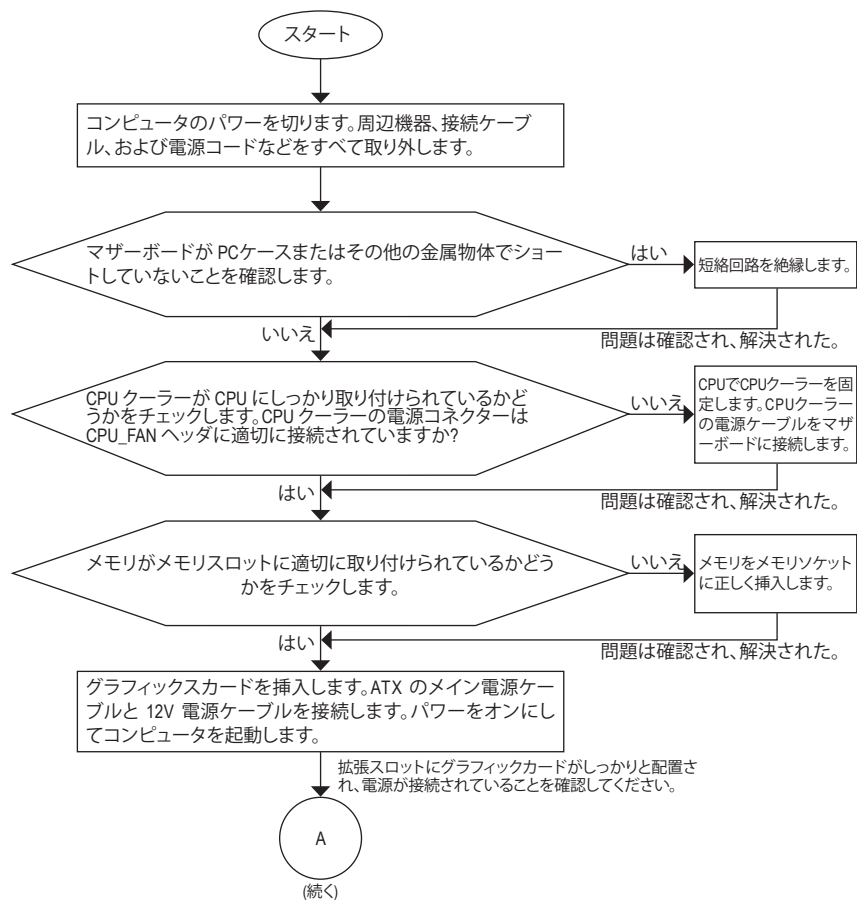 スタート
コンピュータのパワーを切ります。周辺機器、接続ケーブ
ル、および電源コードなどをすべて取り外します。
マザーボードが PCケースまたはその他の金属物体でショー
トしていないことを確認します。
はい
短絡回路を絶縁します。
いいえ
問題は確認され、解決された。
CPU クーラーが CPU にしっかり取り付けられているかど
うかをチェックします。CPU クーラーの電源コネクターは
CPU_FAN ヘッダに適切に接続されていますか?
いいえ
CPUでCPUクーラーを固
定します。CPUクーラー
の電源ケーブルをマザ
ーボードに接続します。
はい
問題は確認され、解決された。
メモリがメモリスロットに適切に取り付けられているかどう
かをチェックします。
いいえ
メモリをメモリソケット
に正しく挿入します。
はい
問題は確認され、解決された。
グラフィックスカードを挿入します。ATX のメイン電源ケー
ブルと 12V 電源ケーブルを接続します。パワーをオンにし
てコンピュータを起動します。
拡張スロットにグラフィックカードがしっかりと配置さ
れ、電源が接続されていることを確認してください。
A
(続く)